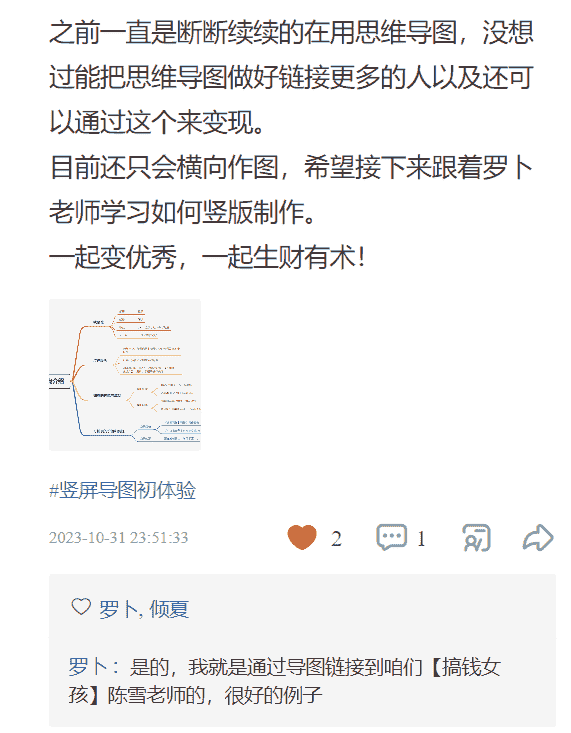 之前一直是断断续续的在用思维导图，没想
过能把思维导图做好链接更多的人以及还可
以通过这个来变现。
目前还只会横向作图，希望接下来跟着罗卜
老师学习如何竖版制作。
一起变优秀，一起生财有术！
#竖屏导图初体验
2023-10-31 23:51:33
2
1
罗卜, 倾夏
罗卜：是的，我就是通过导图链接到咱们【搞钱女
孩】陈雪老师的，很好的例子